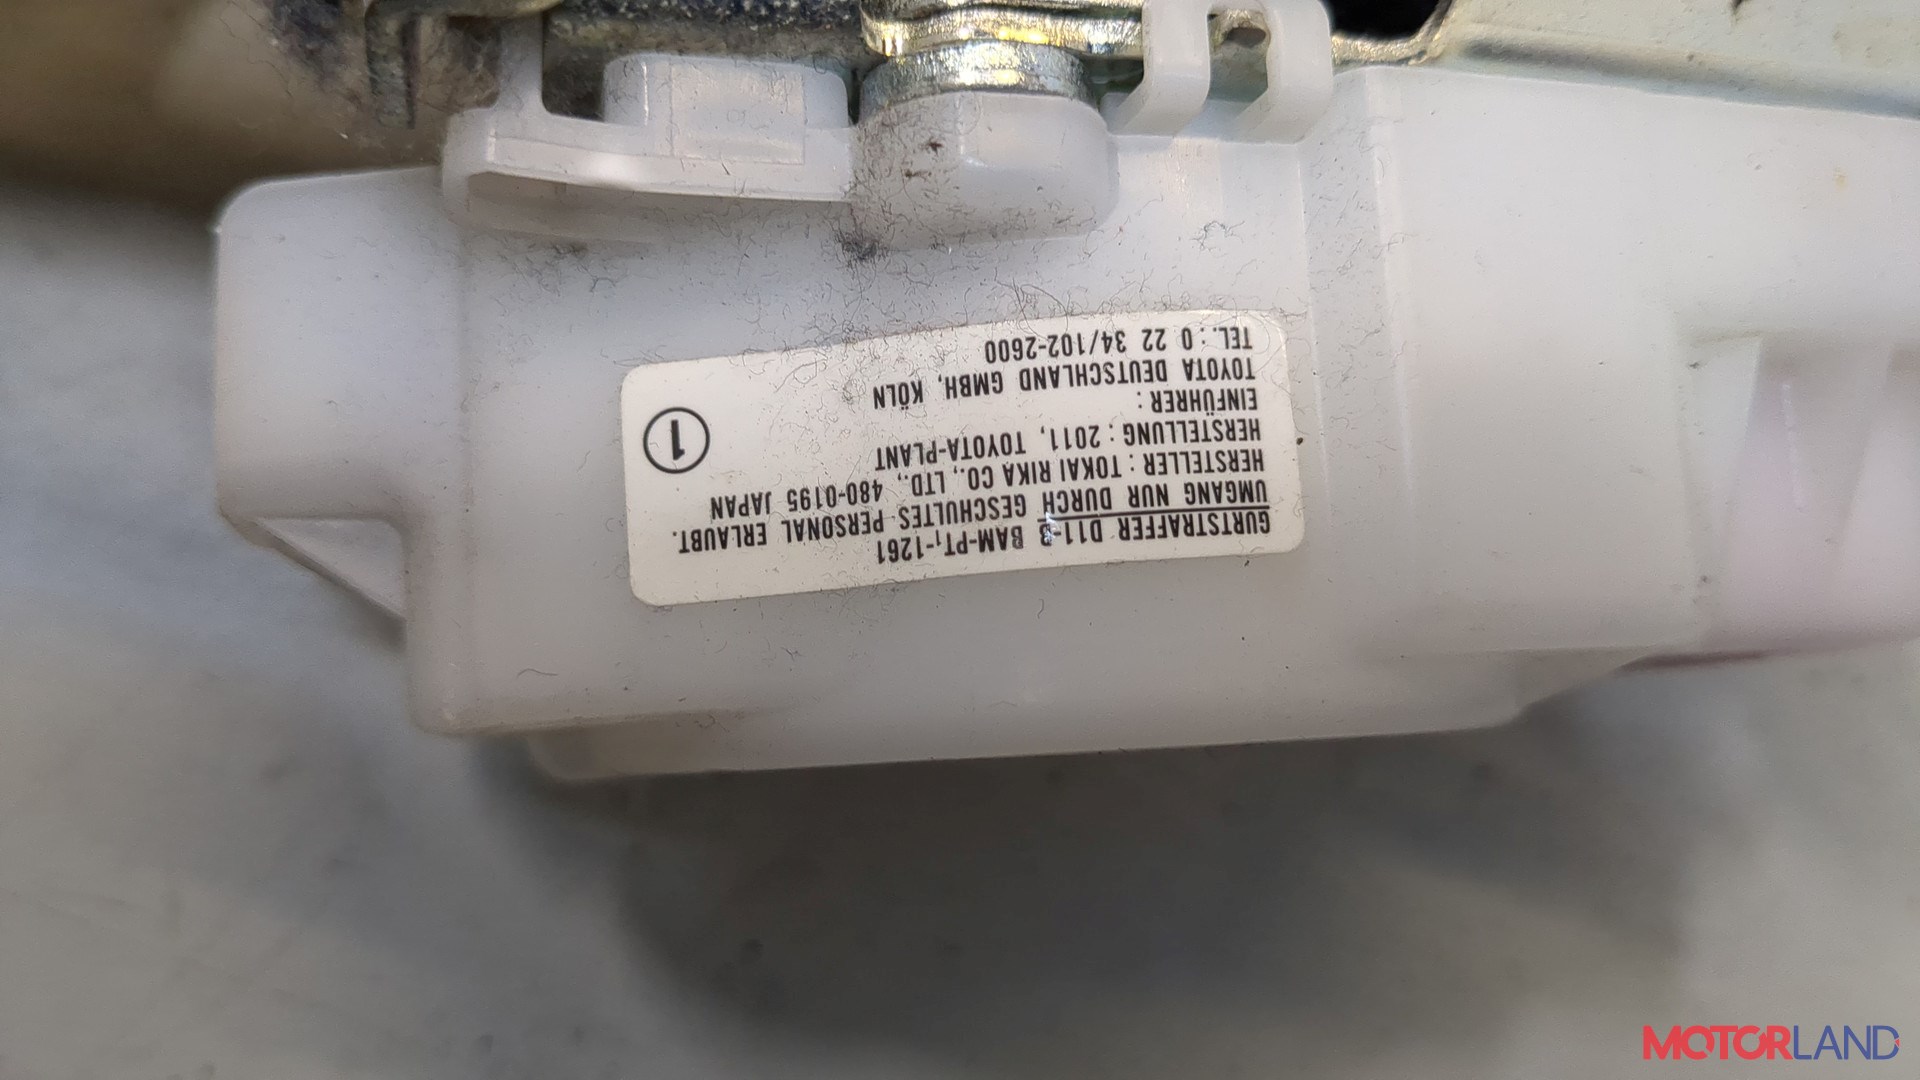 GURTSTRAFFER D11-3 BAM-PT₁-1261
UMGANG NUR DURCH GESCHULTES PERSONAL ERLAUBT.
HERSTELLER : TOKAI RIKA CO., LTD., 480-0195 JAPAN
HERSTELLUNG : 2011, TOYOTA-PLANT
EINFÜHRER :
TOYOTA DEUTSCHLAND GMBH, KÖLN
TEL.: 0 22 34/102-2600
1
MOTORLAND